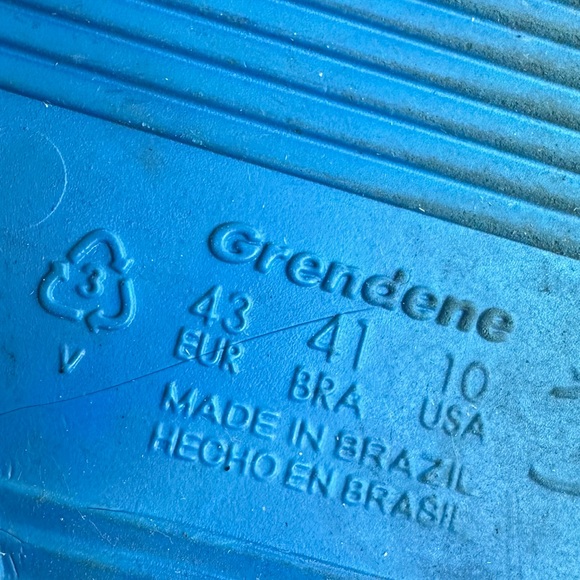 Grendene
3
V
43 41 10
EUR BRA USA
MADE IN BRAZIL
HECHO EN BRASIL